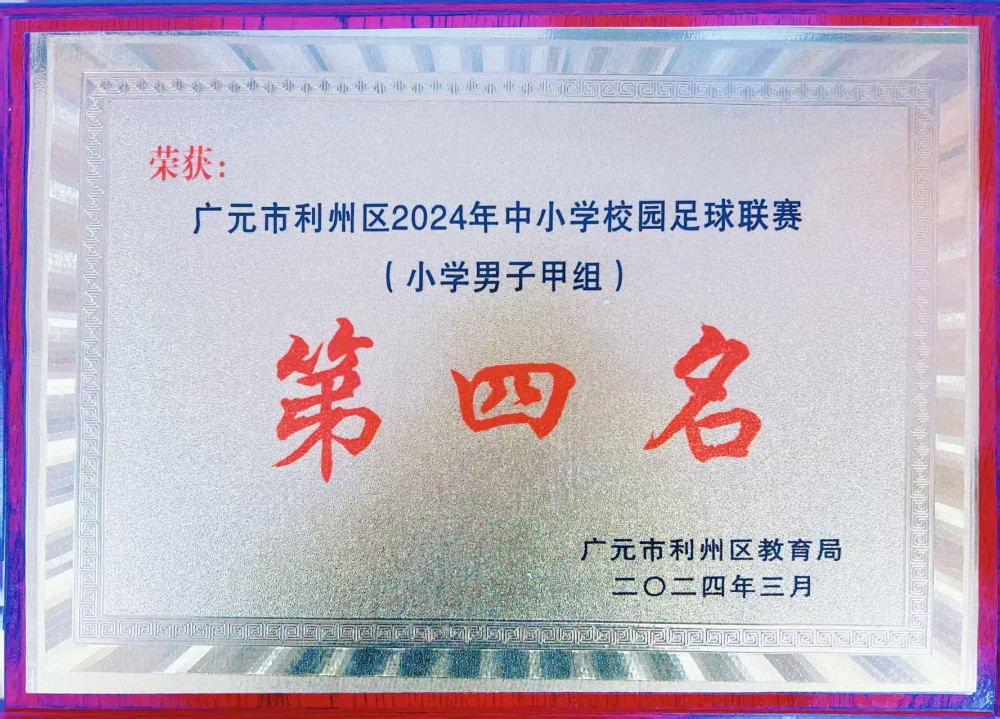 荣获：
广元市利州区2024年中小学校园足球联赛
（小学男子甲组）
第四名
广元市利州区教育局
二〇二四年三月